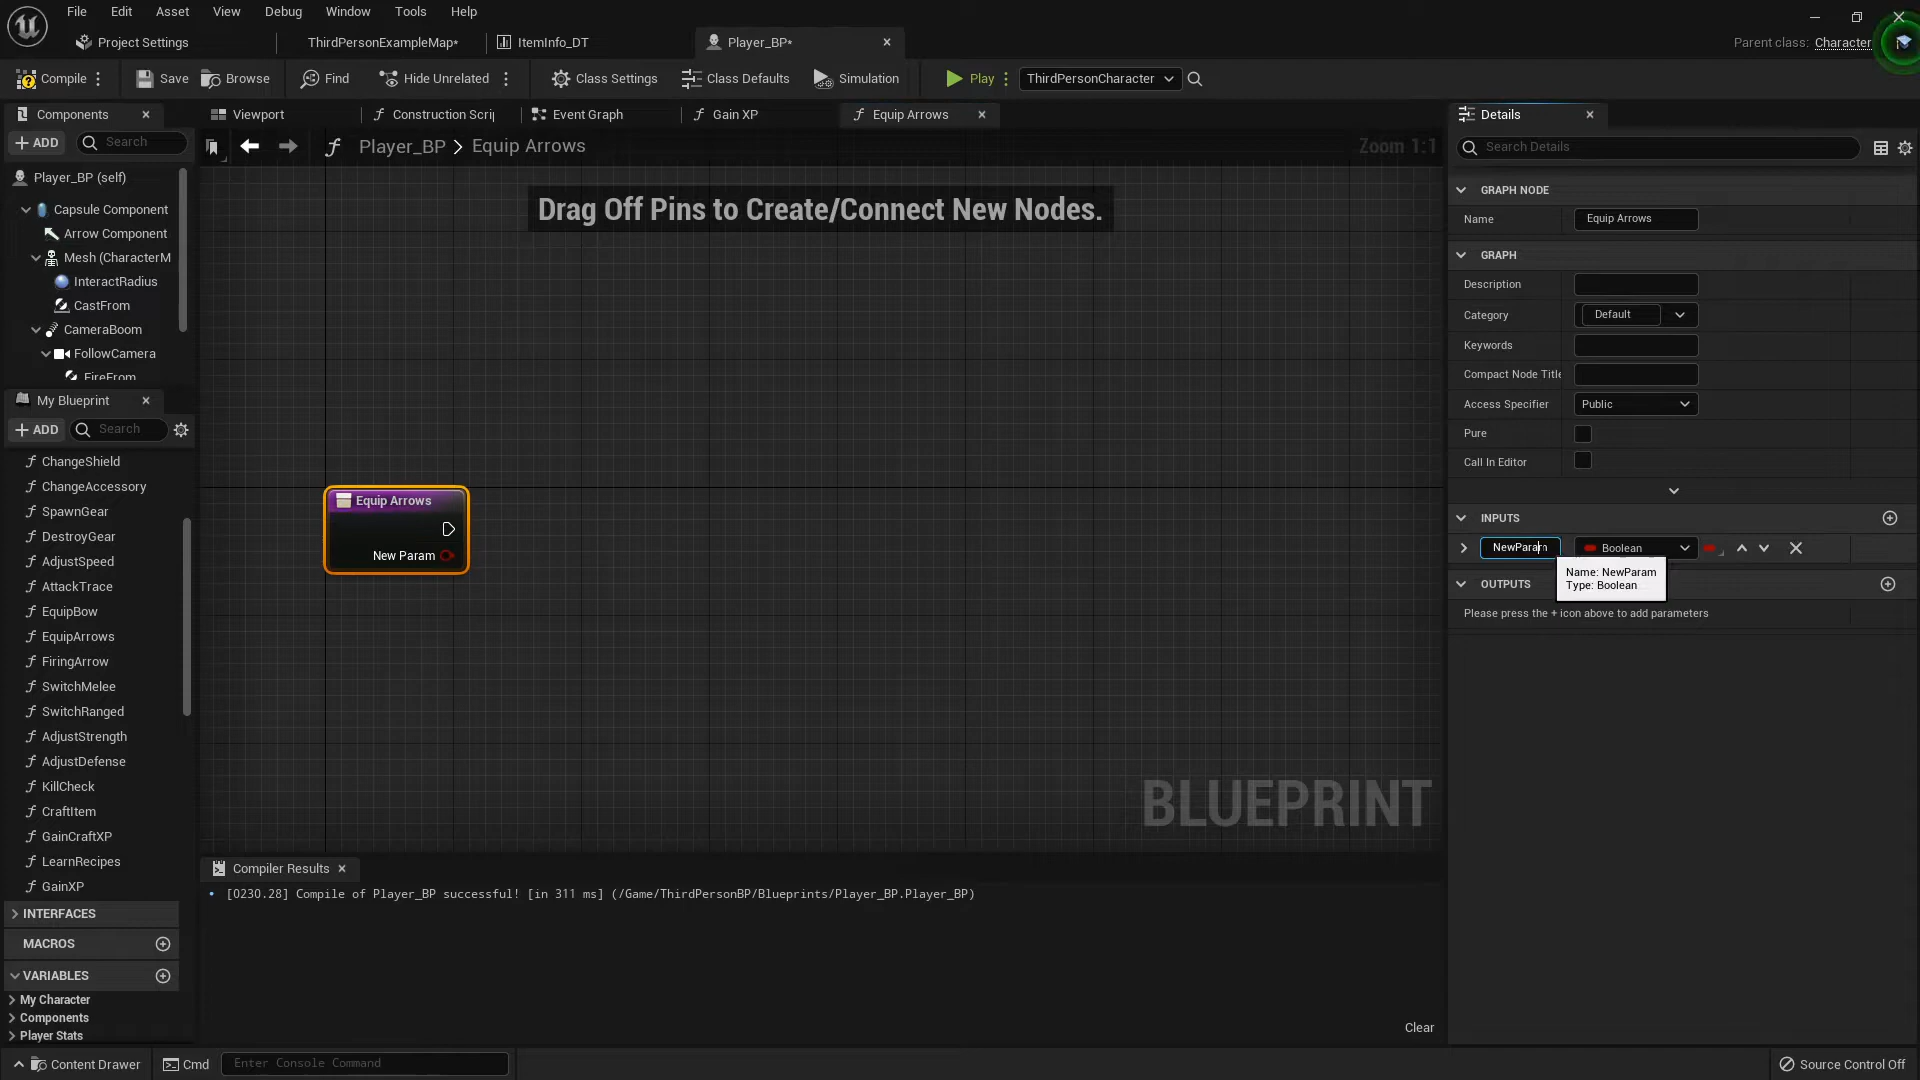 File Edit Asset View Debug Window Tools Help
Project Settings
ThirdPersonExampleMap*
ItemInfo_DT
Player_BP*
Parent class: Character
Compile
Save
Browse
Find
Hide Unrelated
Class Settings
Class Defaults
Simulation
Play
ThirdPersonCharacter
Components
Viewport
Construction Scrip
Event Graph
Gain XP
Equip Arrows
Details
ADD
Search
Player_BP > Equip Arrows
Zoom 1:1
Search Details
Player_BP (self)
Capsule Component
Arrow Component
Mesh (CharacterM
InteractRadius
CastFrom
CameraBoom
FollowCamera
FireFrom
Drag Off Pins to Create/Connect New Nodes.
My Blueprint
ADD
Search
ChangeShield
ChangeAccessory
SpawnGear
DestroyGear
AdjustSpeed
AttackTrace
EquipBow
EquipArrows
FiringArrow
SwitchMelee
SwitchRanged
AdjustStrength
AdjustDefense
KillCheck
CraftItem
GainCraftXP
LearnRecipes
GainXP
INTERFACES
MACROS
VARIABLES
My Character
Components
Player Stats
Equip Arrows
New Param
BLUEPRINT
GRAPH NODE
Name Equip Arrows
GRAPH
Description
Category Default
Keywords
Compact Node Title
Access Specifier Public
Pure
Call In Editor
INPUTS
NewParam Boolean
Name: NewParam
Type: Boolean
OUTPUTS
Please press the + icon above to add parameters
Compiler Results
[0230.28] Compile of Player_BP successful! [in 311 ms] (/Game/ThirdPersonBP/Blueprints/Player_BP.Player_BP)
Clear
Content Drawer
Cmd
Enter Console Command
Source Control Off